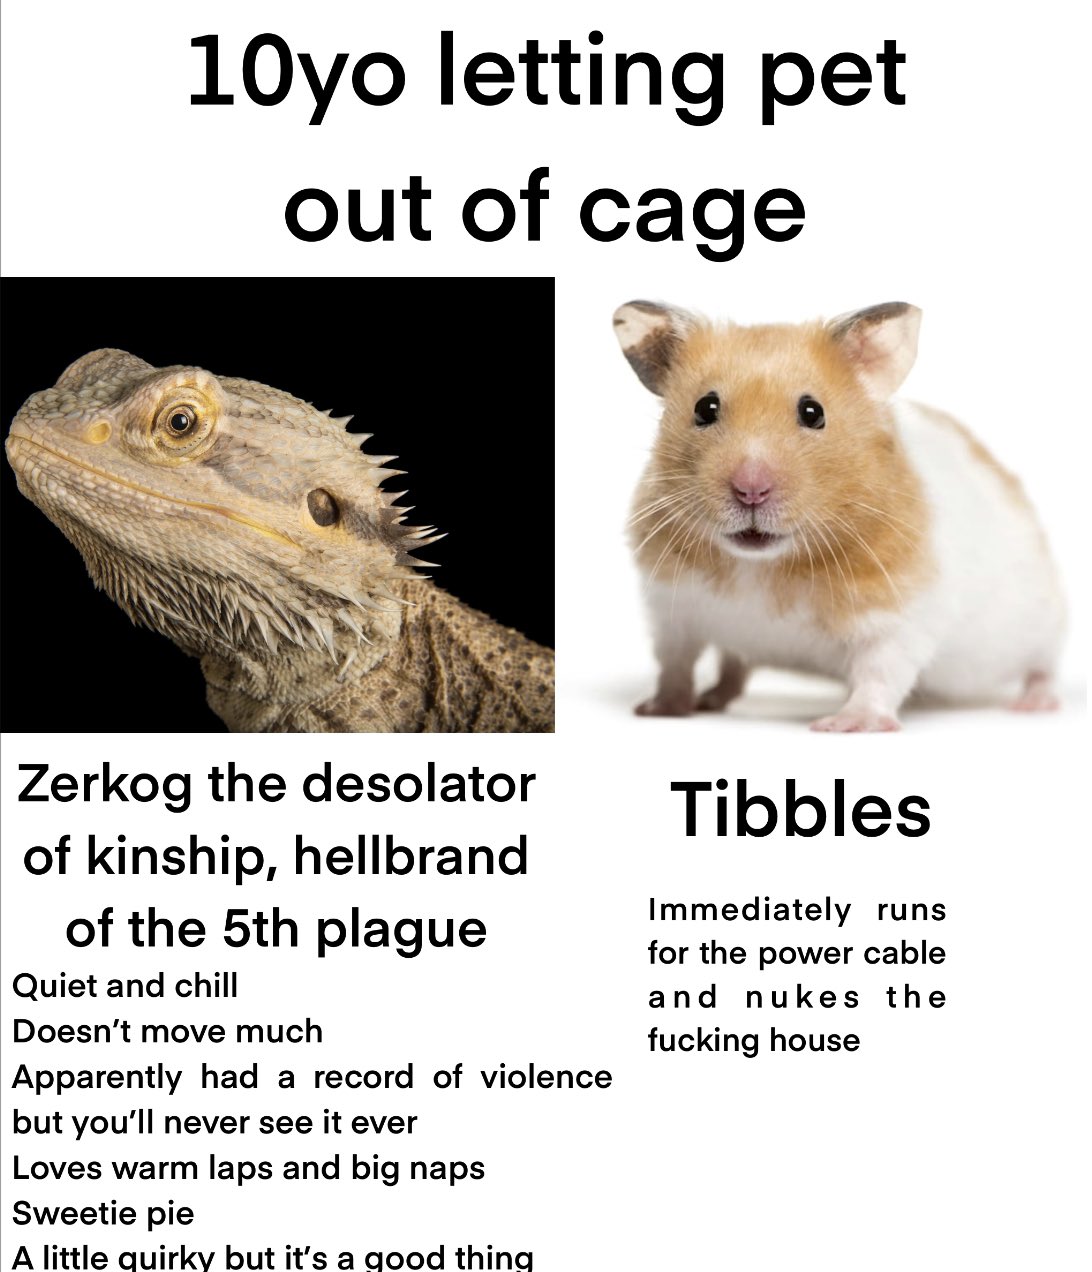 10yo letting pet
out of cage
Zerkog the desolator
of kinship, hellbrand
of the 5th plague
Quiet and chill
Doesn’t move much
Apparently had a record of violence
but you’ll never see it ever
Loves warm laps and big naps
Sweetie pie
A little quirky but it’s a good thing
Tibbles
Immediately runs
for the power cable
and nukes the
fucking house